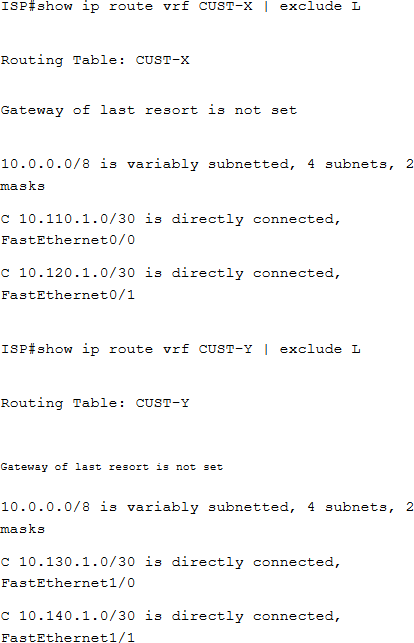 ISP#show ip route vrf CUST-X | exclude L
Routing Table: CUST-X
Gateway of last resort is not set
10.0.0.0/8 is variably subnetted, 4 subnets, 2
masks
C 10.110.1.0/30 is directly connected,
FastEthernet0/0
C 10.120.1.0/30 is directly connected,
FastEthernet0/1
ISP#show ip route vrf CUST-Y | exclude L
Routing Table: CUST-Y
Gateway of last resort is not set
10.0.0.0/8 is variably subnetted, 4 subnets, 2
masks
C 10.130.1.0/30 is directly connected,
FastEthernet1/0
C 10.140.1.0/30 is directly connected,
FastEthernet1/1